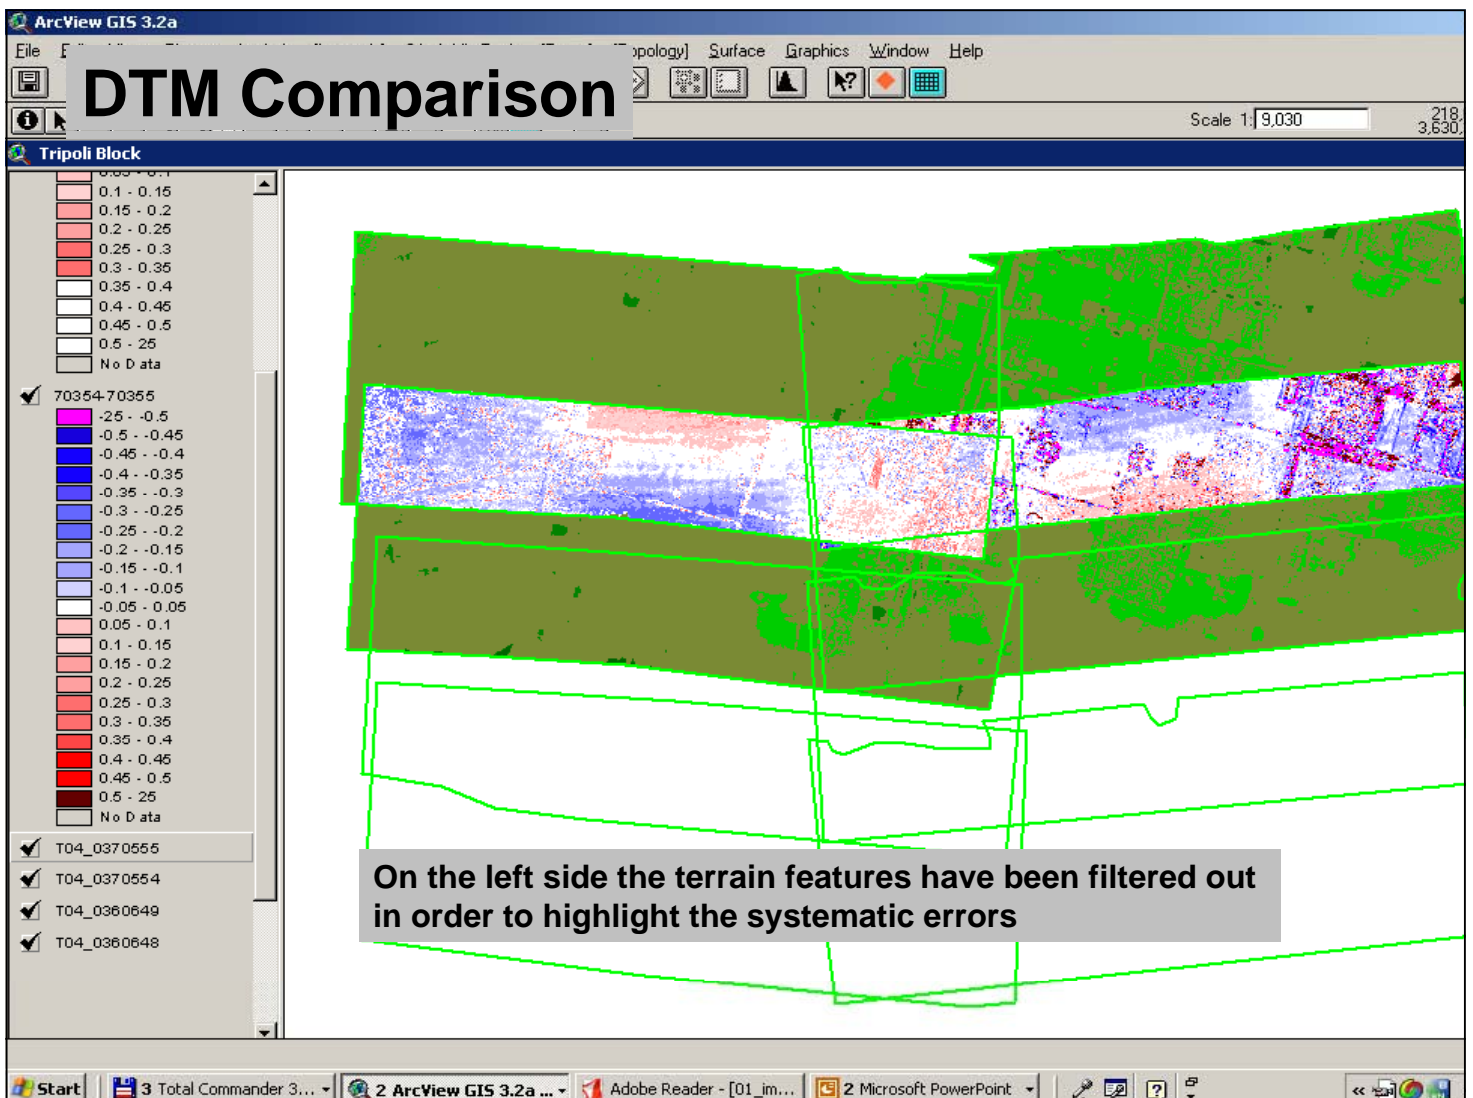 ArcView GIS 3.2a
File
opology] Surface Graphics Window Help
DTM Comparison
Scale 1: 9,030
218,
3,630,
Tripoli Block
0.05 - 0.1
0.1 - 0.15
0.15 - 0.2
0.2 - 0.25
0.25 - 0.3
0.3 - 0.35
0.35 - 0.4
0.4 - 0.45
0.45 - 0.5
0.5 - 25
No Data
70354-70355
-25 - -0.5
-0.5 - -0.45
-0.45 - -0.4
-0.4 - -0.35
-0.35 - -0.3
-0.3 - -0.25
-0.25 - -0.2
-0.2 - -0.15
-0.15 - -0.1
-0.1 - -0.05
-0.05 - 0.05
0.05 - 0.1
0.1 - 0.15
0.15 - 0.2
0.2 - 0.25
0.25 - 0.3
0.3 - 0.35
0.35 - 0.4
0.4 - 0.45
0.45 - 0.5
0.5 - 25
No Data
T04_0370555
T04_0370554
T04_0360649
T04_0360648
On the left side the terrain features have been filtered out
in order to highlight the systematic errors
Start 3 Total Commander 3... 2 ArcView GIS 3.2a ... Adobe Reader - [01_im... 2 Microsoft PowerPoint